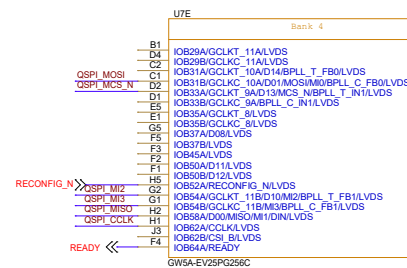 U7E
Bank 4
B1 IOB29A/GCLKT_11A/LVDS
D4 IOB29B/GCLKC_11A/LVDS
C2 IOB31A/GCLKT_10A/D14/BPLL_T_FB0/LVDS
QSPI_MOSI C1 IOB31B/GCLKC_10A/D01/MOSI/MI0/BPLL_C_FB0/LVDS
QSPI_MCS_N D2 IOB33A/GCLKT_9A/D13/MCS_N/BPLL_T_IN1/LVDS
D1 IOB33B/GCLKC_9A/BPLL_C_IN1/LVDS
E5 IOB35A/GCLKT_8/LVDS
E1 IOB35B/GCLKC_8/LVDS
G5 IOB37A/D08/LVDS
F5 IOB37B/LVDS
F3 IOB45A/LVDS
F2 IOB50A/D11/LVDS
F1 IOB50B/D12/LVDS
RECONFIG_N H5 IOB52A/RECONFIG_N/LVDS
QSPI_MI2 G2 IOB54A/GCLKT_11B/D10/MI2/BPLL_T_FB1/LVDS
QSPI_MI3 G1 IOB54B/GCLKC_11B/MI3/BPLL_C_FB1/LVDS
QSPI_MISO H2 IOB58A/D00/MISO/MI1/DIN/LVDS
QSPI_CCLK H1 IOB62A/CCLK/LVDS
J3 IOB62B/CSI_B/LVDS
READY F4 IOB64A/READY
GW5A-EV25PG256C